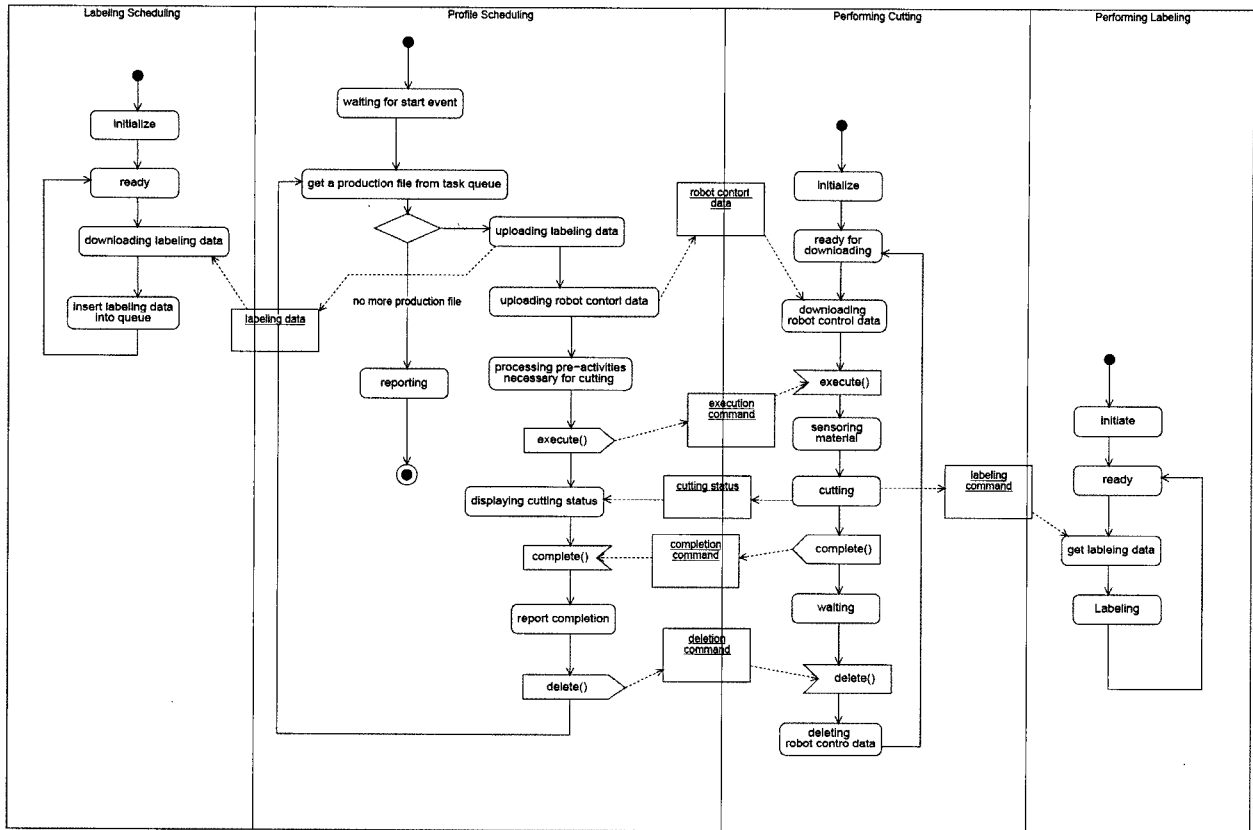 Labeling Scheduling
Profile Scheduling
Performing Cutting
Performing Labeling
initialize
ready
downloading labeling data
insert labeling data
into queue
labeling data
waiting for start event
get a production file from task queue
uploading labeling data
no more production file
uploading robot contorl data
reporting
processing pre-activities
necessary for cutting
execute()
displaying cutting status
complete()
report completion
delete()
robot contorl
data
execution
command
cutting status
completion
command
deletion
command
initialize
ready for
downloading
downloading
robot control data
execute()
sensoring
material
cutting
complete()
waiting
delete()
deleting
robot contro data
labeling
command
initiate
ready
get lableing data
Labeling